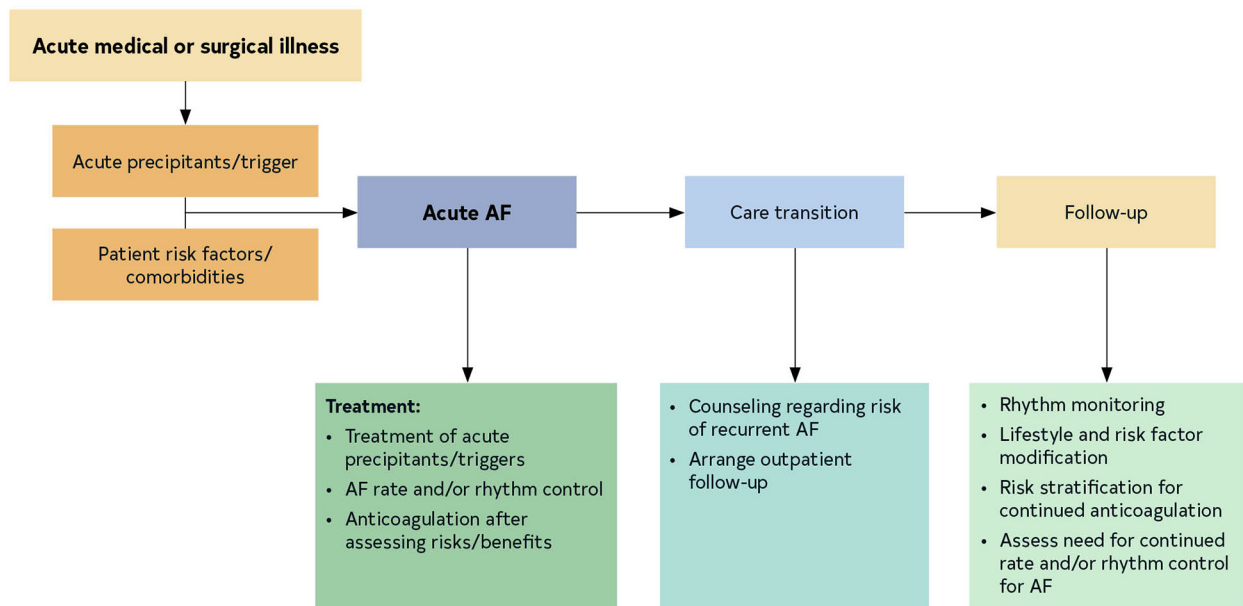 Acute medical or surgical illness
Acute precipitants/trigger
Patient risk factors/
comorbidities
Acute AF
Care transition
Follow-up
Treatment:
• Treatment of acute
precipitants/triggers
• AF rate and/or rhythm control
• Anticoagulation after
assessing risks/benefits
• Counseling regarding risk
of recurrent AF
• Arrange outpatient
follow-up
• Rhythm monitoring
• Lifestyle and risk factor
modification
• Risk stratification for
continued anticoagulation
• Assess need for continued
rate and/or rhythm control
for AF